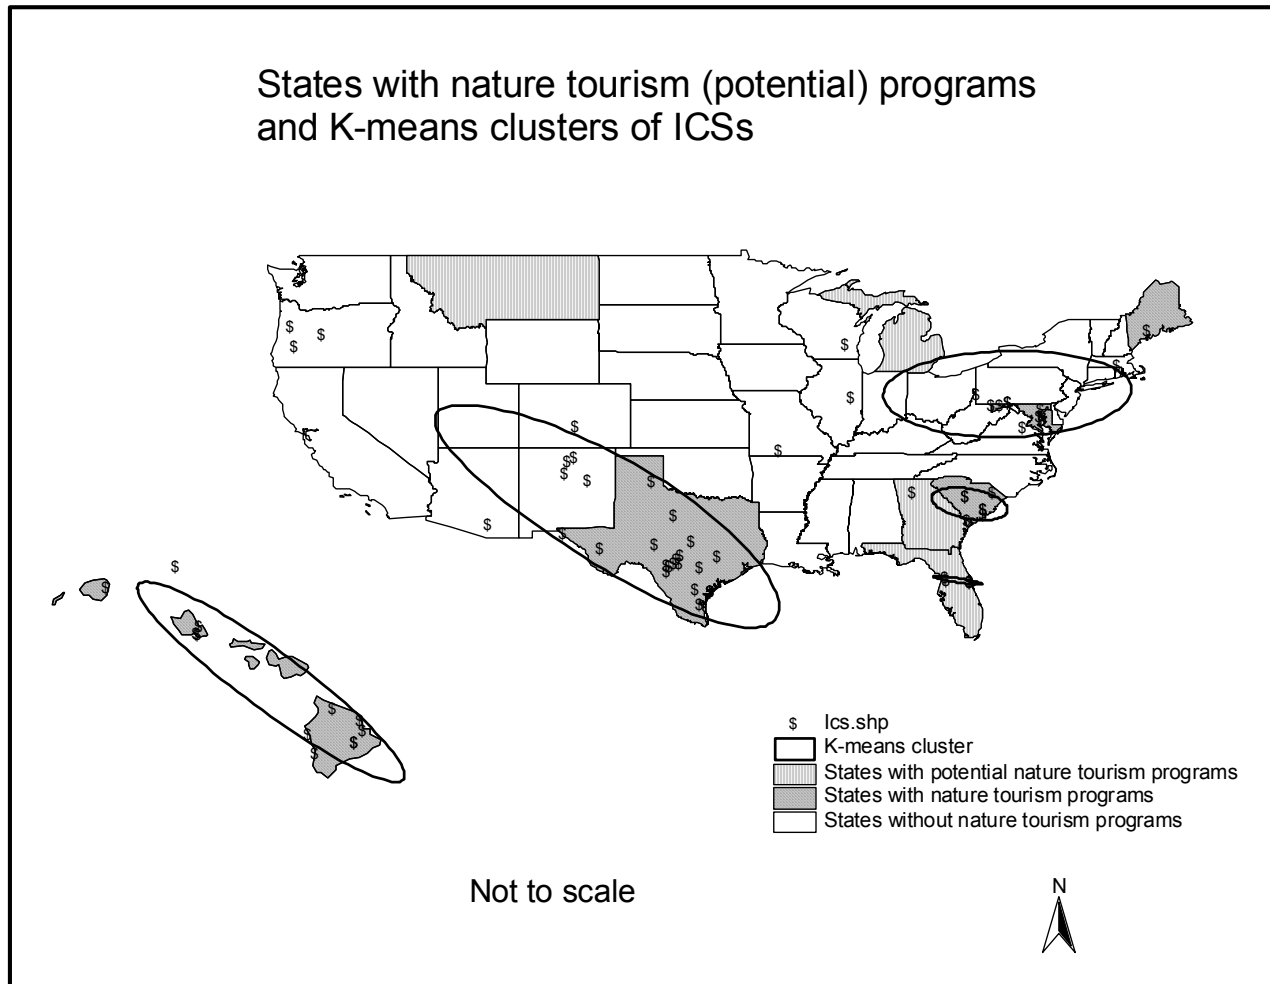 States with nature tourism (potential) programs
and K-means clusters of ICSs
$ Ics.shp
K-means cluster
States with potential nature tourism programs
States with nature tourism programs
States without nature tourism programs
Not to scale
N